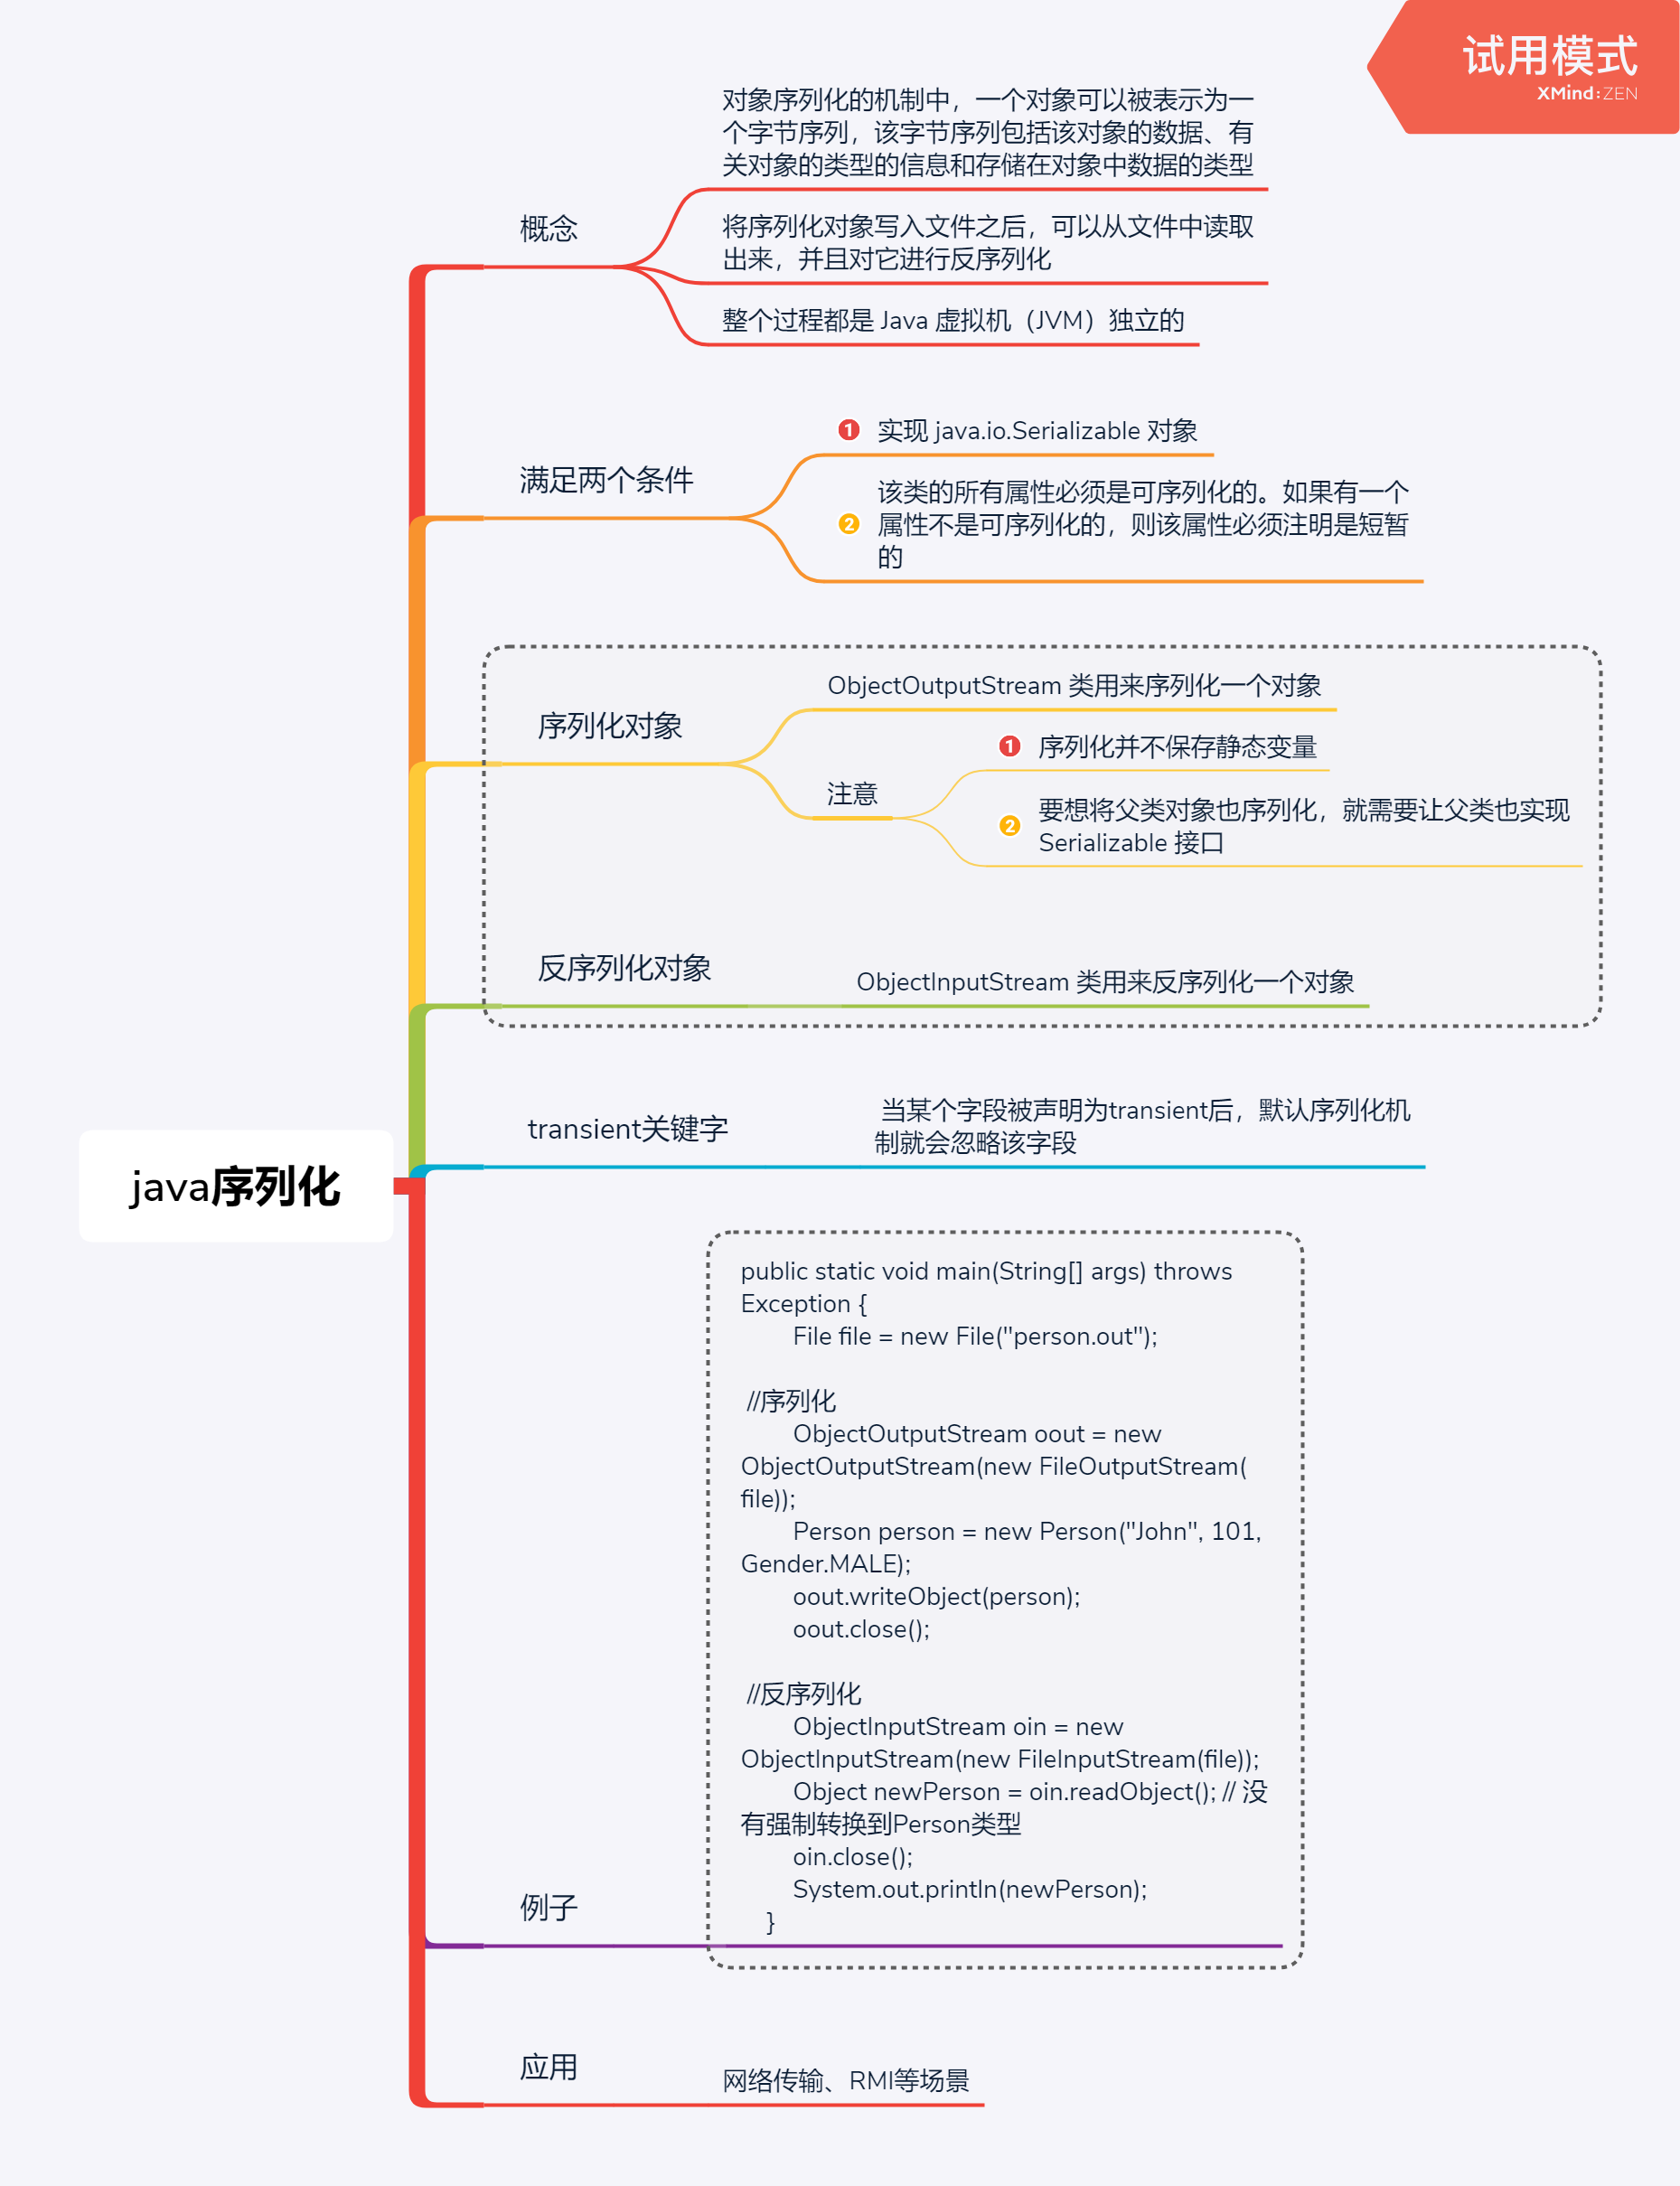 试用模式
XMind:ZEN
对象序列化的机制中，一个对象可以被表示为一
个字节序列，该字节序列包括该对象的数据、有
关对象的类型的信息和存储在对象中数据的类型
概念
将序列化对象写入文件之后，可以从文件中读取
出来，并且对它进行反序列化
整个过程都是 Java 虚拟机（JVM）独立的
满足两个条件
1 实现 java.io.Serializable 对象
2 该类的所有属性必须是可序列化的。如果有一个
属性不是可序列化的，则该属性必须注明是短暂
的
序列化对象
ObjectOutputStream 类用来序列化一个对象
注意
1 序列化并不保存静态变量
2 要想将父类对象也序列化，就需要让父类也实现
Serializable 接口
反序列化对象
ObjectInputStream 类用来反序列化一个对象
transient关键字
当某个字段被声明为transient后，默认序列化机
制就会忽略该字段
java序列化
public static void main(String[] args) throws
Exception {
File file = new File("person.out");
//序列化
ObjectOutputStream oout = new
ObjectOutputStream(new FileOutputStream(
file));
Person person = new Person("John", 101,
Gender.MALE);
oout.writeObject(person);
oout.close();
//反序列化
ObjectInputStream oin = new
ObjectInputStream(new FileInputStream(file));
Object newPerson = oin.readObject(); // 没
有强制转换到Person类型
oin.close();
System.out.println(newPerson);
}
例子
应用
网络传输、RMI等场景